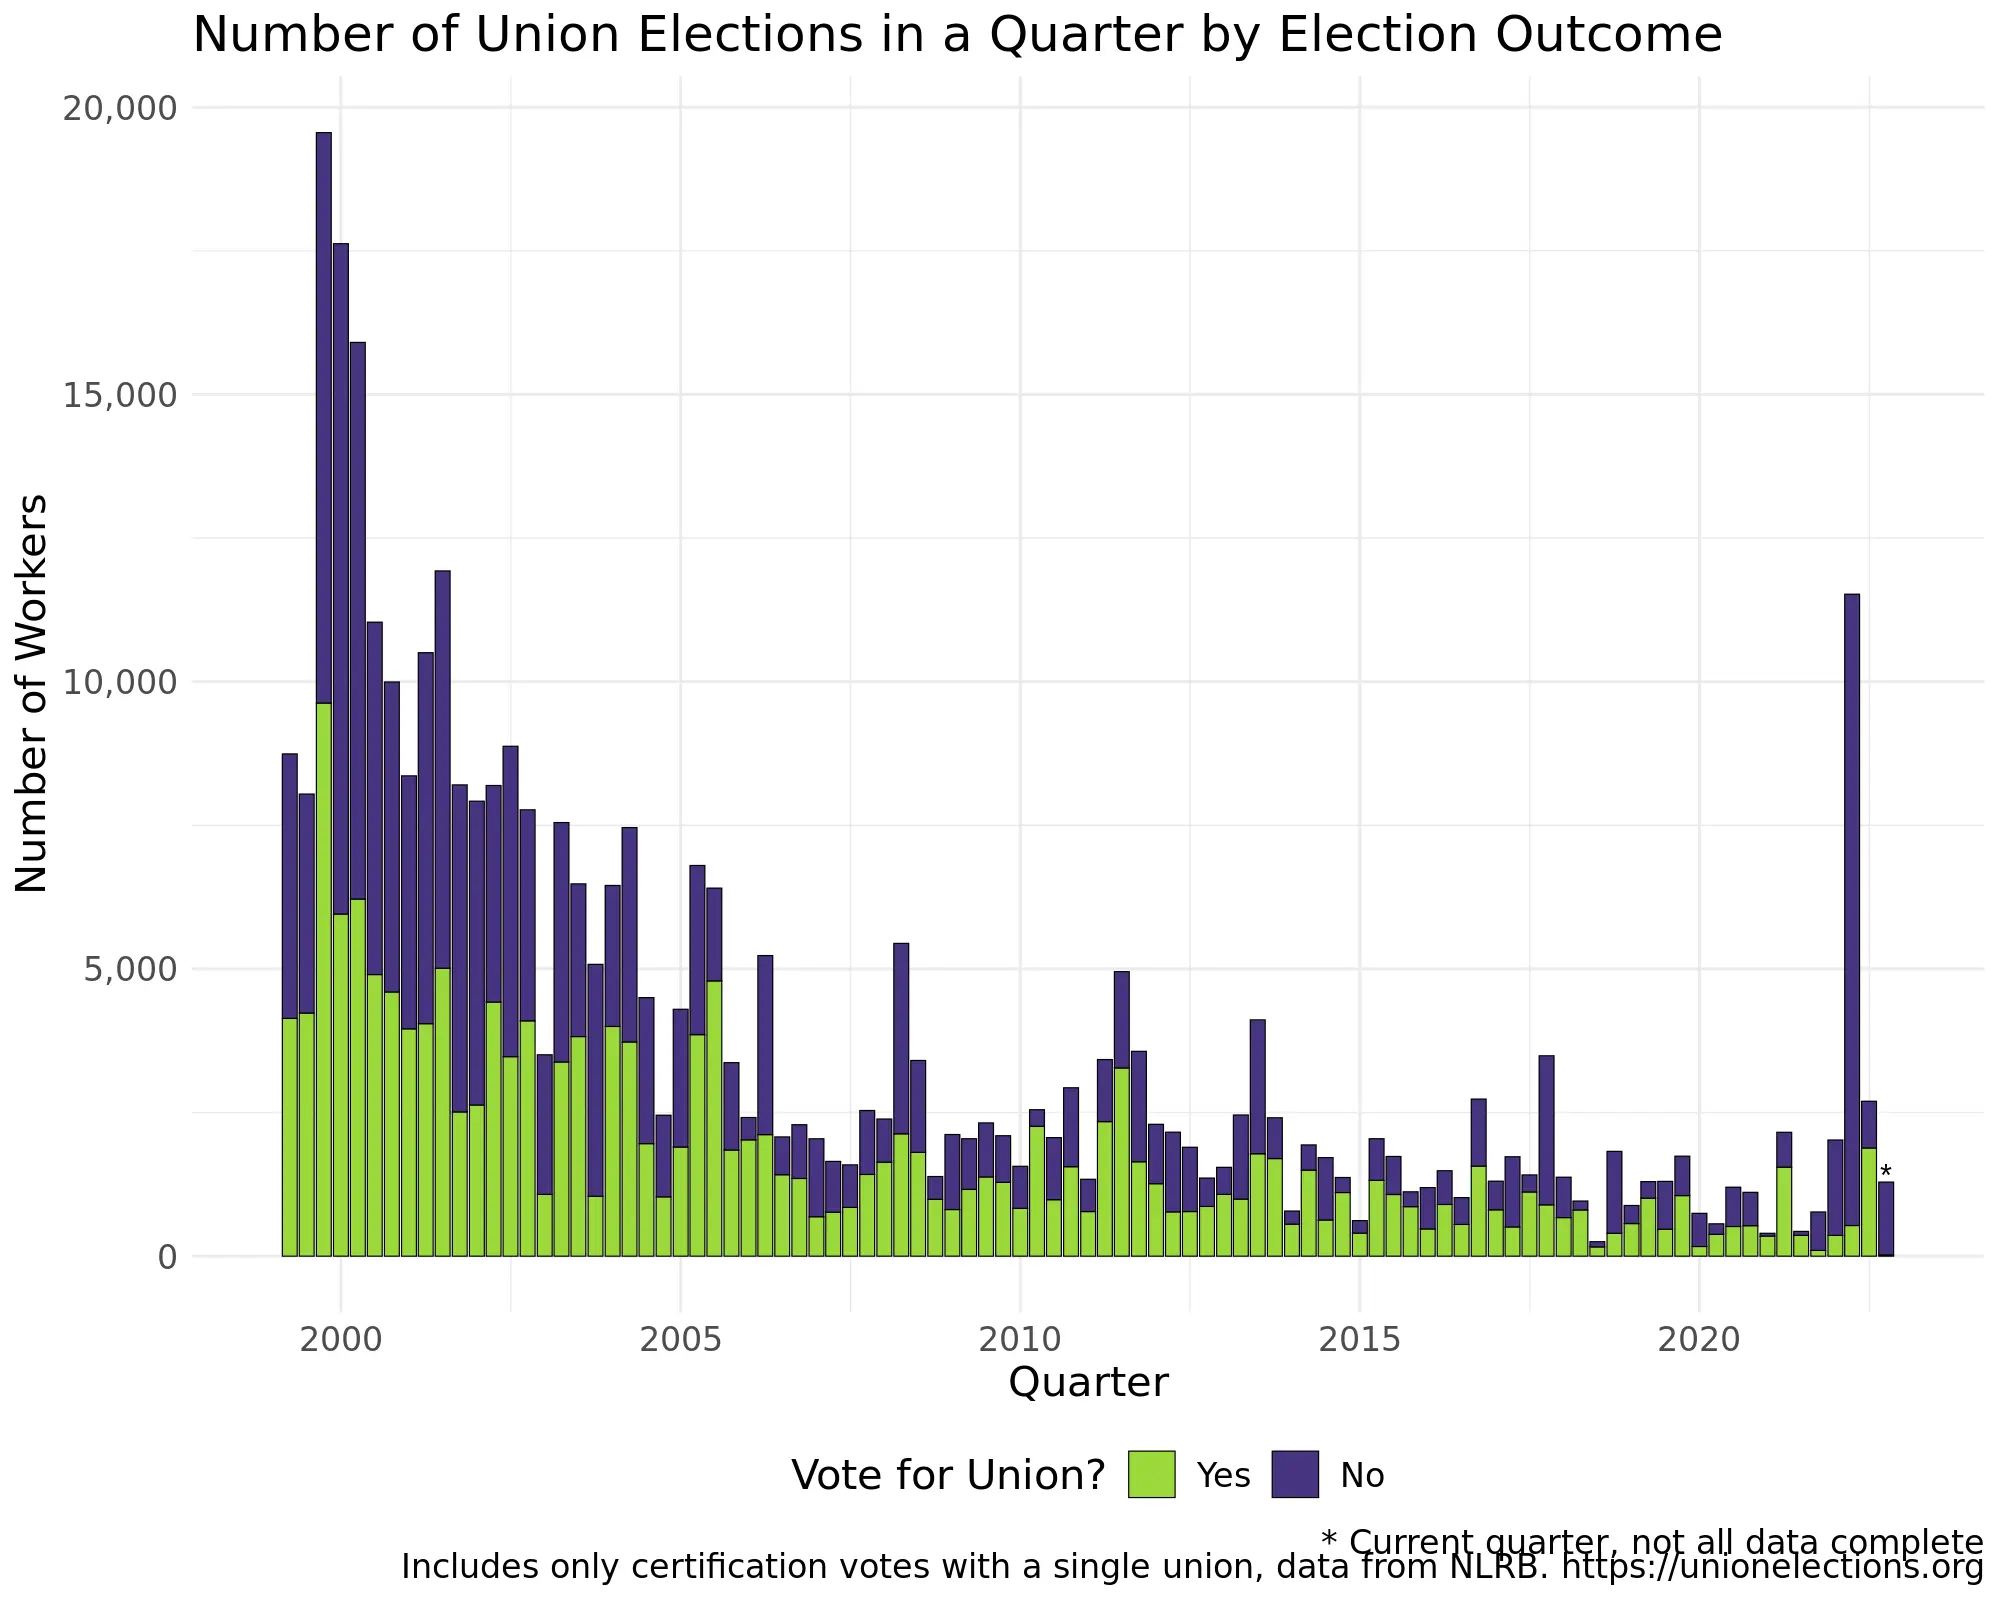 Number of Union Elections in a Quarter by Election Outcome
20,000
15,000
10,000
5,000
0
Number of Workers
*
2000 2005 2010 2015 2020
Quarter
Vote for Union? Yes No
* Current quarter, not all data complete
Includes only certification votes with a single union, data from NLRB. https://unionelections.org